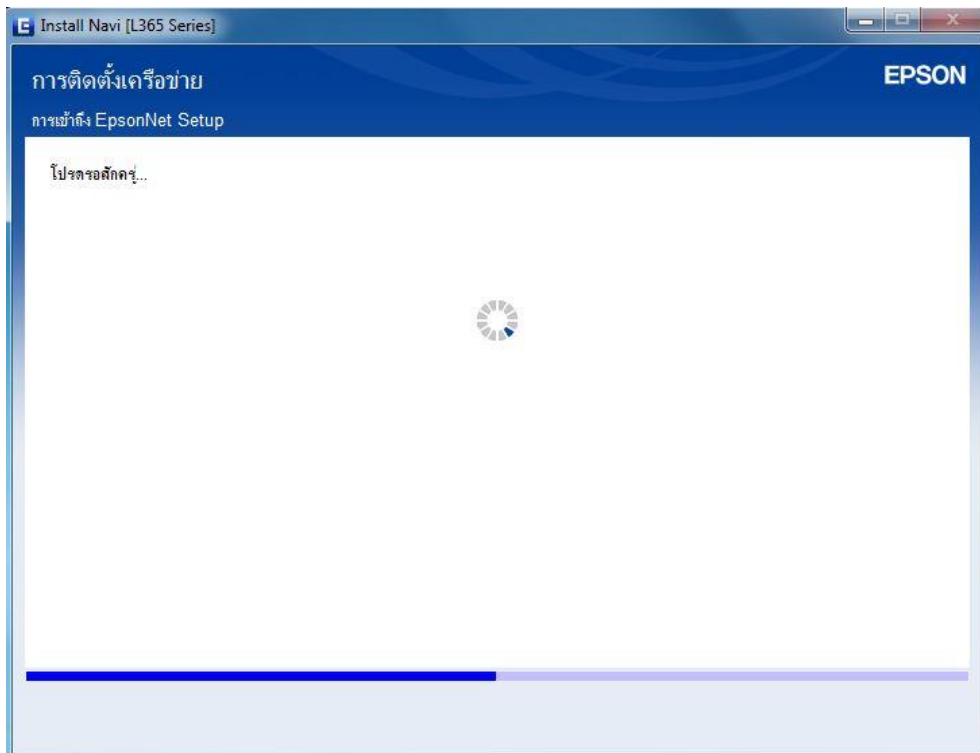 Install Navi [L365 Series]
การติดตั้งเครือข่าย
EPSON
การเข้าถึง EpsonNet Setup
โปรดรอสักครู่...